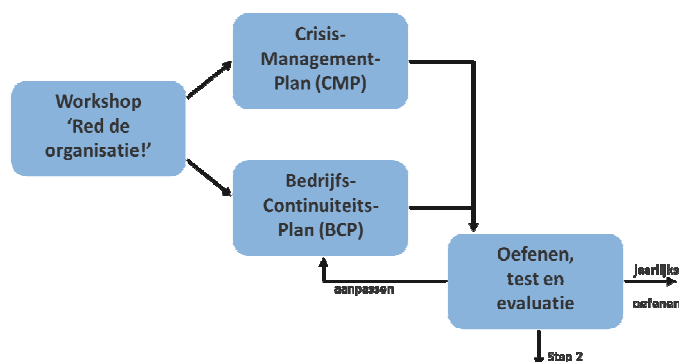 Crisis-
Management-
Plan (CMP)
Workshop
‘Red de
organisatie!’
Bedrijfs-
Continuiteits-
Plan (BCP)
Oefenen,
test en
evaluatie
aanpassen
jaarlijks
oefenen
Stap 2